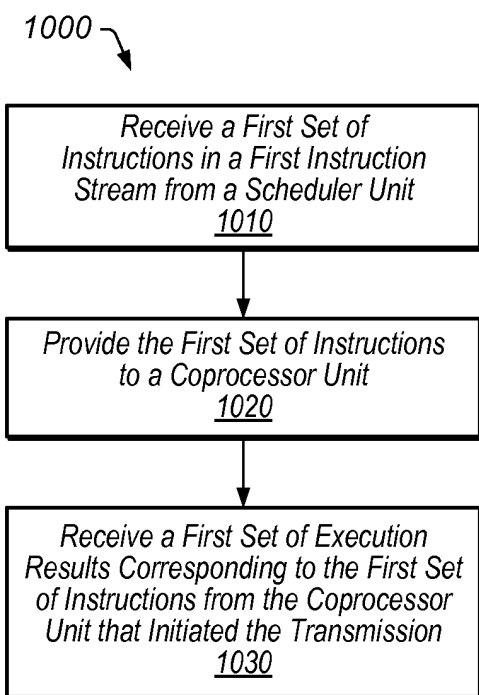 1000
Receive a First Set of
Instructions in a First Instruction
Stream from a Scheduler Unit
1010
Provide the First Set of Instructions
to a Coprocessor Unit
1020
Receive a First Set of Execution
Results Corresponding to the First Set
of Instructions from the Coprocessor
Unit that Initiated the Transmission
1030